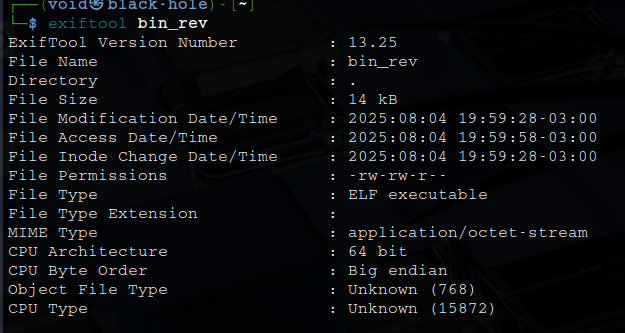 ┌──(void㉿black-hole)-[~]
└─$ exiftool bin_rev
ExifTool Version Number         : 13.25
File Name                       : bin_rev
Directory                       : .
File Size                       : 14 kB
File Modification Date/Time     : 2025:08:04 19:59:28-03:00
File Access Date/Time           : 2025:08:04 19:59:58-03:00
File Inode Change Date/Time     : 2025:08:04 19:59:28-03:00
File Permissions                : -rw-rw-r--
File Type                       : ELF executable
File Type Extension             :
MIME Type                       : application/octet-stream
CPU Architecture                : 64 bit
CPU Byte Order                  : Big endian
Object File Type                : Unknown (768)
CPU Type                        : Unknown (15872)